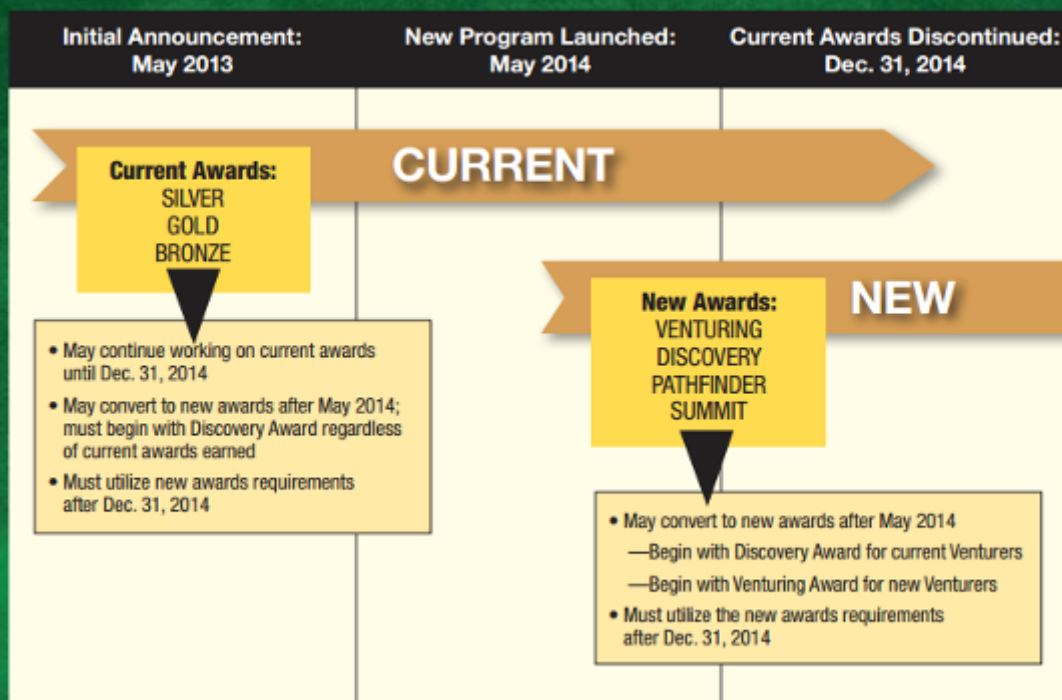 Initial Announcement:
May 2013
New Program Launched:
May 2014
Current Awards Discontinued:
Dec. 31, 2014
CURRENT
Current Awards:
SILVER
GOLD
BRONZE
• May continue working on current awards
until Dec. 31, 2014
• May convert to new awards after May 2014;
must begin with Discovery Award regardless
of current awards earned
• Must utilize new awards requirements
after Dec. 31, 2014
NEW
New Awards:
VENTURING
DISCOVERY
PATHFINDER
SUMMIT
• May convert to new awards after May 2014
—Begin with Discovery Award for current Venturers
—Begin with Venturing Award for new Venturers
• Must utilize the new awards requirements
after Dec. 31, 2014